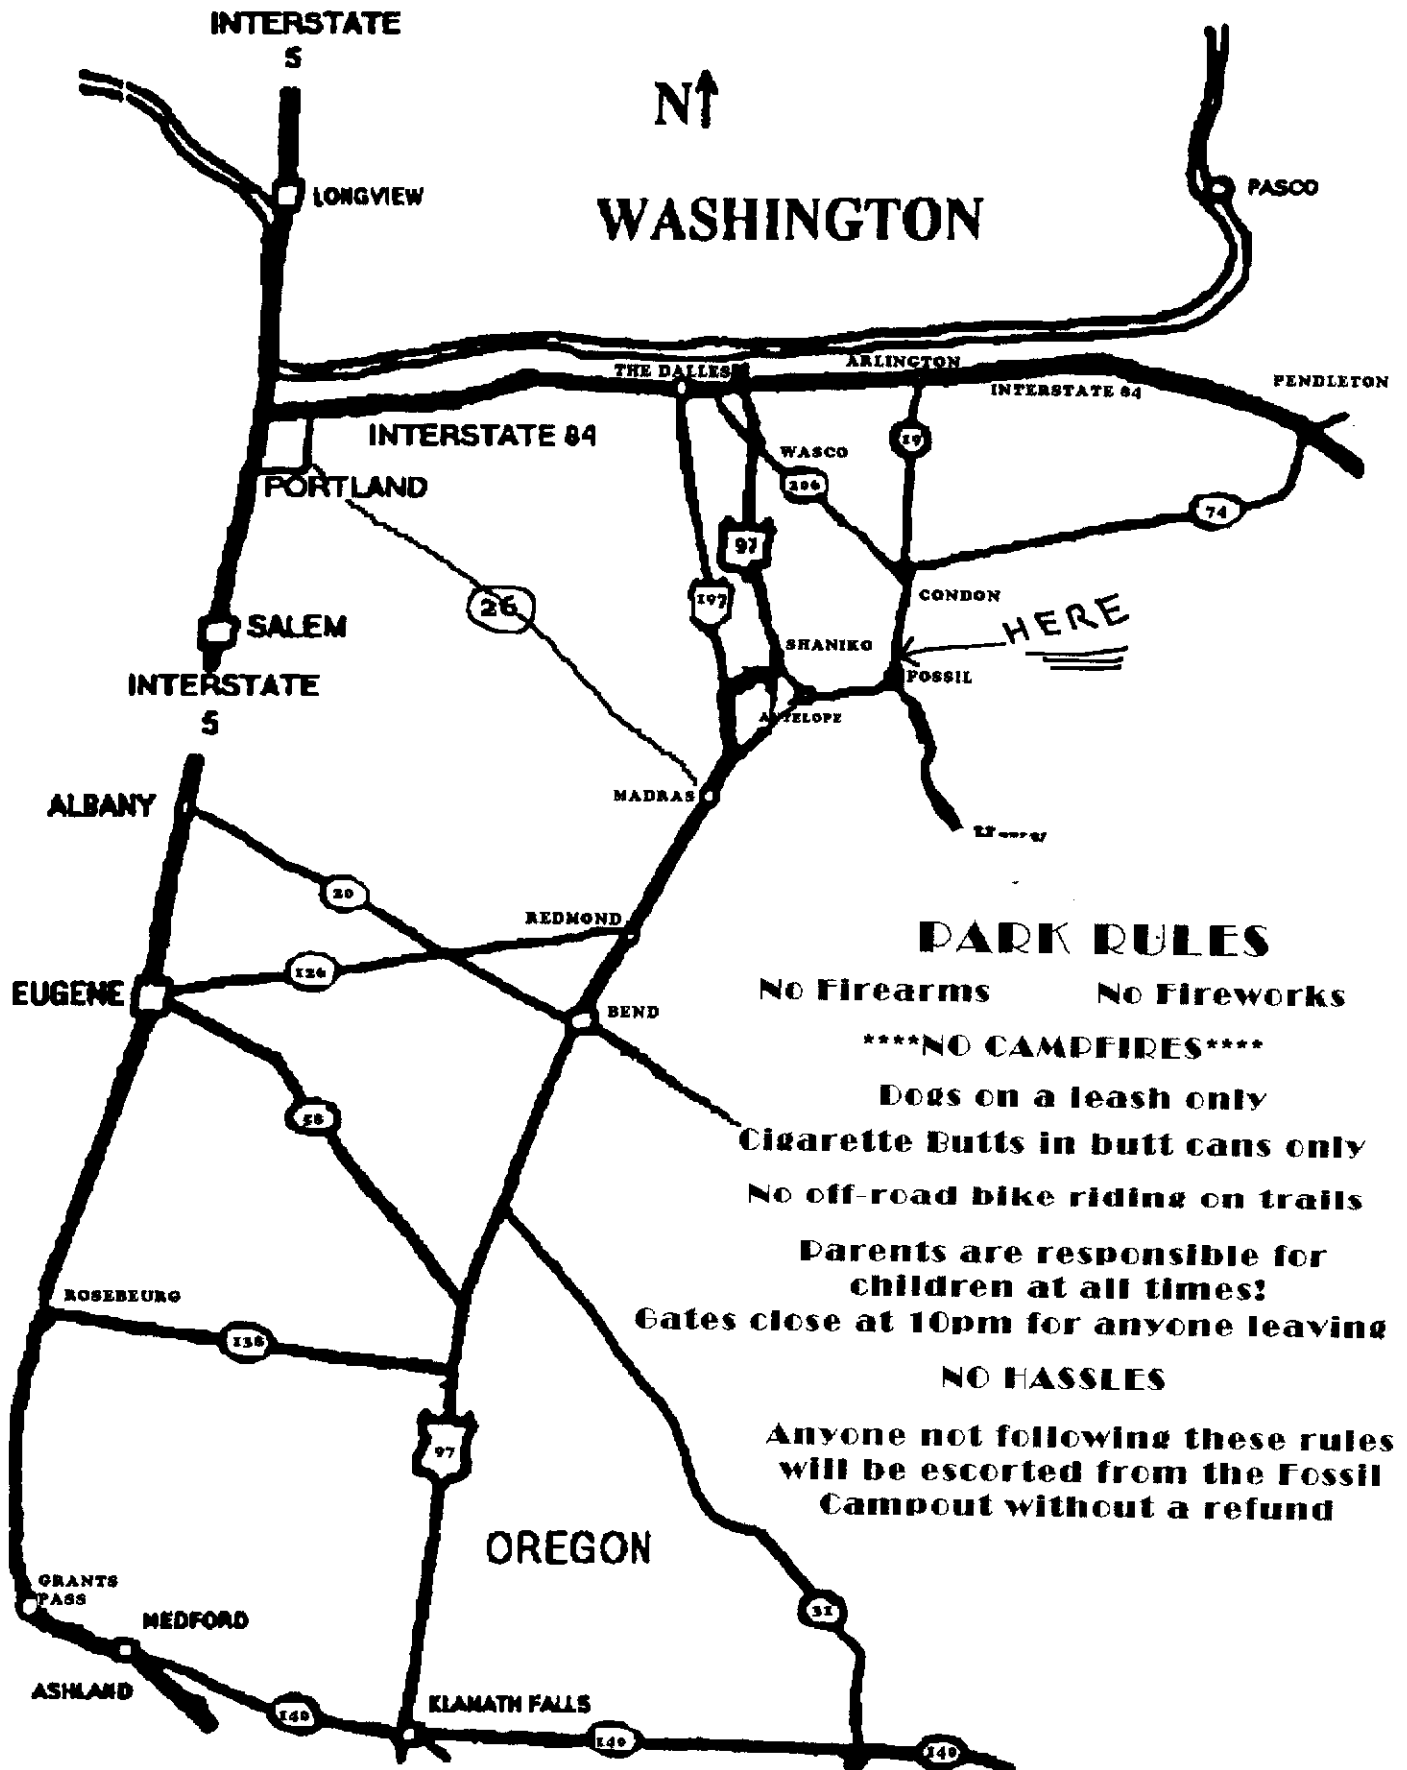 INTERSTATE
5
N
LONGVIEW
PASCO
WASHINGTON
THE DALLES
ARLINGTON
INTERSTATE 84
PENDLETON
INTERSTATE 84
19
WASCO
206
PORTLAND
74
97
26
197
CONDON
HERE
SALEM
SHANIKO
FOSSIL
INTERSTATE
5
ANTELOPE
MADRAS
ALBANY
20
REDMOND
126
EUGENE
BEND
58
PARK RULES
No Firearms No Fireworks
****NO CAMPFIRES****
Dogs on a leash only
Cigarette Butts in butt cans only
No off-road bike riding on trails
Parents are responsible for
children at all times!
Gates close at 10pm for anyone leaving
NO HASSLES
Anyone not following these rules
will be escorted from the Fossil
Campout without a refund
ROSEBEURG
138
97
OREGON
31
GRANTS
PASS
MEDFORD
ASHLAND
140
KLAMATH FALLS
140
140